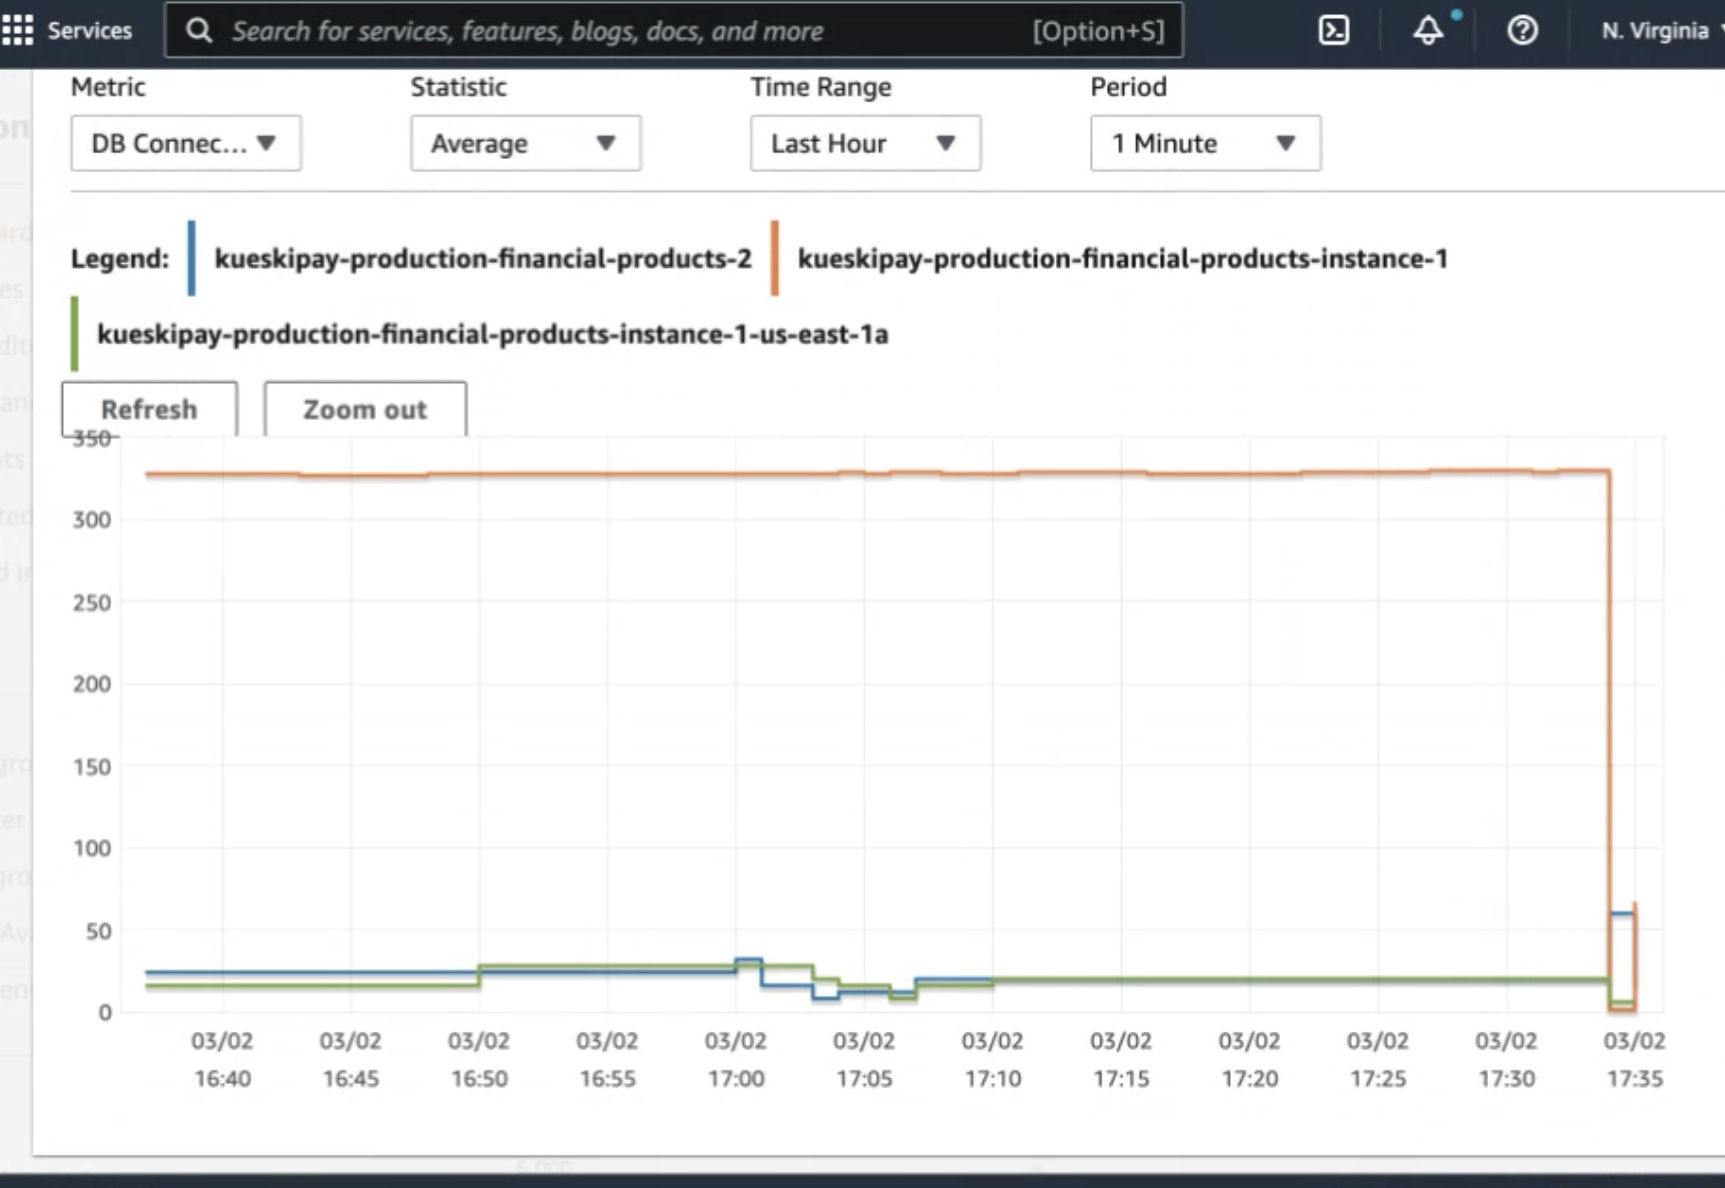 Services
Search for services, features, blogs, docs, and more
[Option+S]
N. Virginia
Metric
Statistic
Time Range
Period
DB Connec...
Average
Last Hour
1 Minute
Legend:
kueskipay-production-financial-products-2
kueskipay-production-financial-products-instance-1
kueskipay-production-financial-products-instance-1-us-east-1a
Refresh
Zoom out
350
300
250
200
150
100
50
0
03/02 16:40
03/02 16:45
03/02 16:50
03/02 16:55
03/02 17:00
03/02 17:05
03/02 17:10
03/02 17:15
03/02 17:20
03/02 17:25
03/02 17:30
03/02 17:35